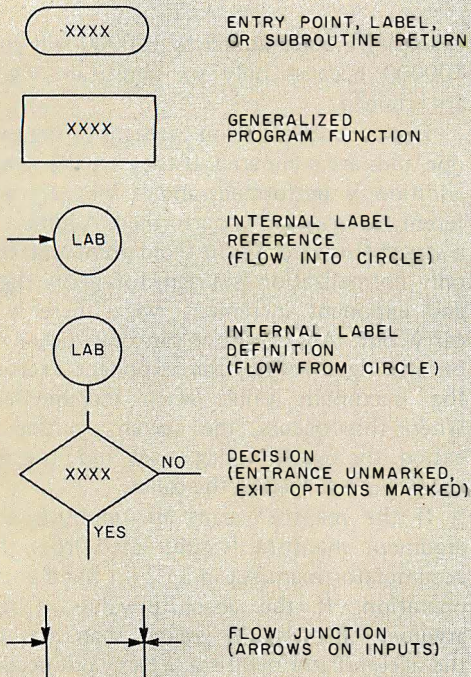 XXXX
ENTRY POINT, LABEL,
OR SUBROUTINE RETURN
XXXX
GENERALIZED
PROGRAM FUNCTION
LAB
INTERNAL LABEL
REFERENCE
(FLOW INTO CIRCLE)
LAB
INTERNAL LABEL
DEFINITION
(FLOW FROM CIRCLE)
XXXX
NO
YES
DECISION
(ENTRANCE UNMARKED,
EXIT OPTIONS MARKED)
FLOW JUNCTION
(ARROWS ON INPUTS)